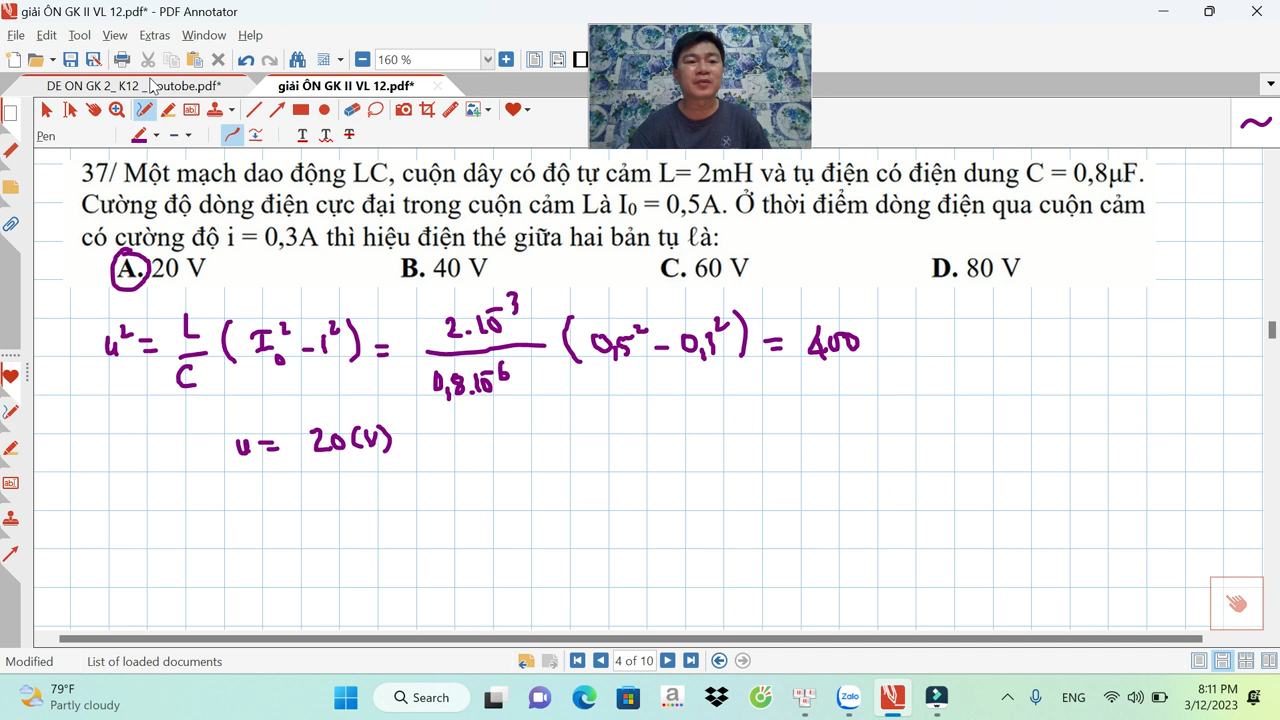 giải ÔN GK II VL 12.pdf* - PDF Annotator
File Edit Tool View Extras Window Help
160 %
DE ON GK 2_ K12 _ outobe.pdf* giải ÔN GK II VL 12.pdf*
Pen
37/ Một mạch dao động LC, cuộn dây có độ tự cảm L= 2mH và tụ điện có điện dung C = 0,8μF.
Cường độ dòng điện cực đại trong cuộn cảm Là I₀ = 0,5A. Ở thời điểm dòng điện qua cuộn cảm
có cường độ i = 0,3A thì hiệu điện thé giữa hai bản tụ ℓà:
A. 20 V B. 40 V C. 60 V D. 80 V
u² = L/C (I₀² - i²) = 2.10⁻³/0,8.10⁻⁶ (0,5² - 0,3²) = 400
u = 20(V)
Modified List of loaded documents 4 of 10
79°F
Partly cloudy
Search
a
Zalo
ENG
8:11 PM
3/12/2023